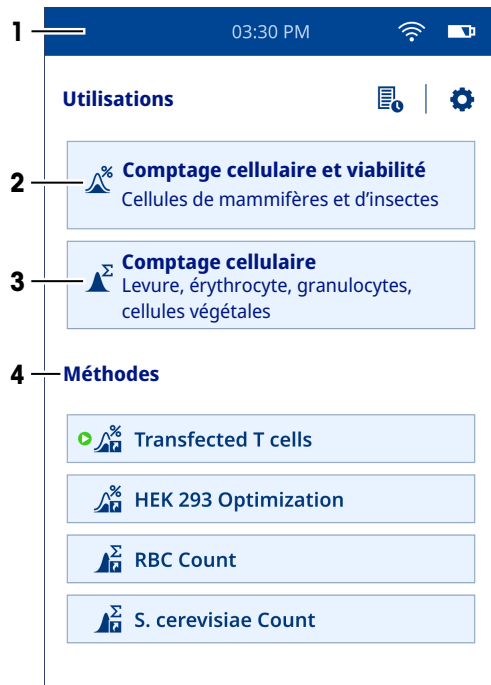 1
03:30 PM
Utilisations
2
% Comptage cellulaire et viabilité
Cellules de mammifères et d'insectes
3
Σ Comptage cellulaire
Levure, érythrocyte, granulocytes,
cellules végétales
4
Méthodes
% Transfected T cells
% HEK 293 Optimization
Σ RBC Count
Σ S. cerevisiae Count